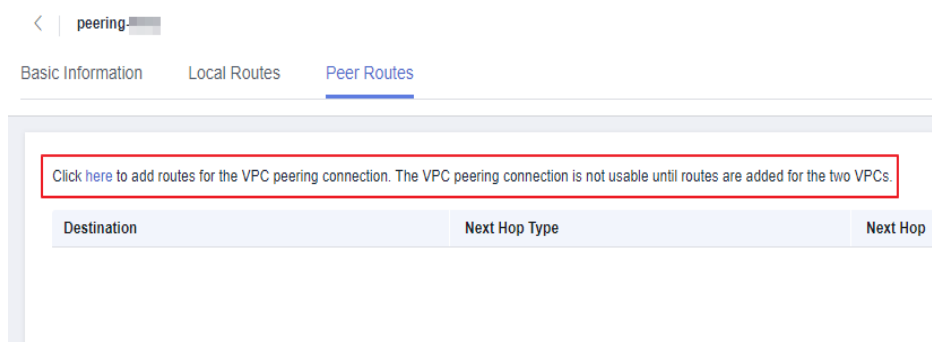 peering-
Basic Information Local Routes Peer Routes
Click here to add routes for the VPC peering connection. The VPC peering connection is not usable until routes are added for the two VPCs.
Destination Next Hop Type Next Hop